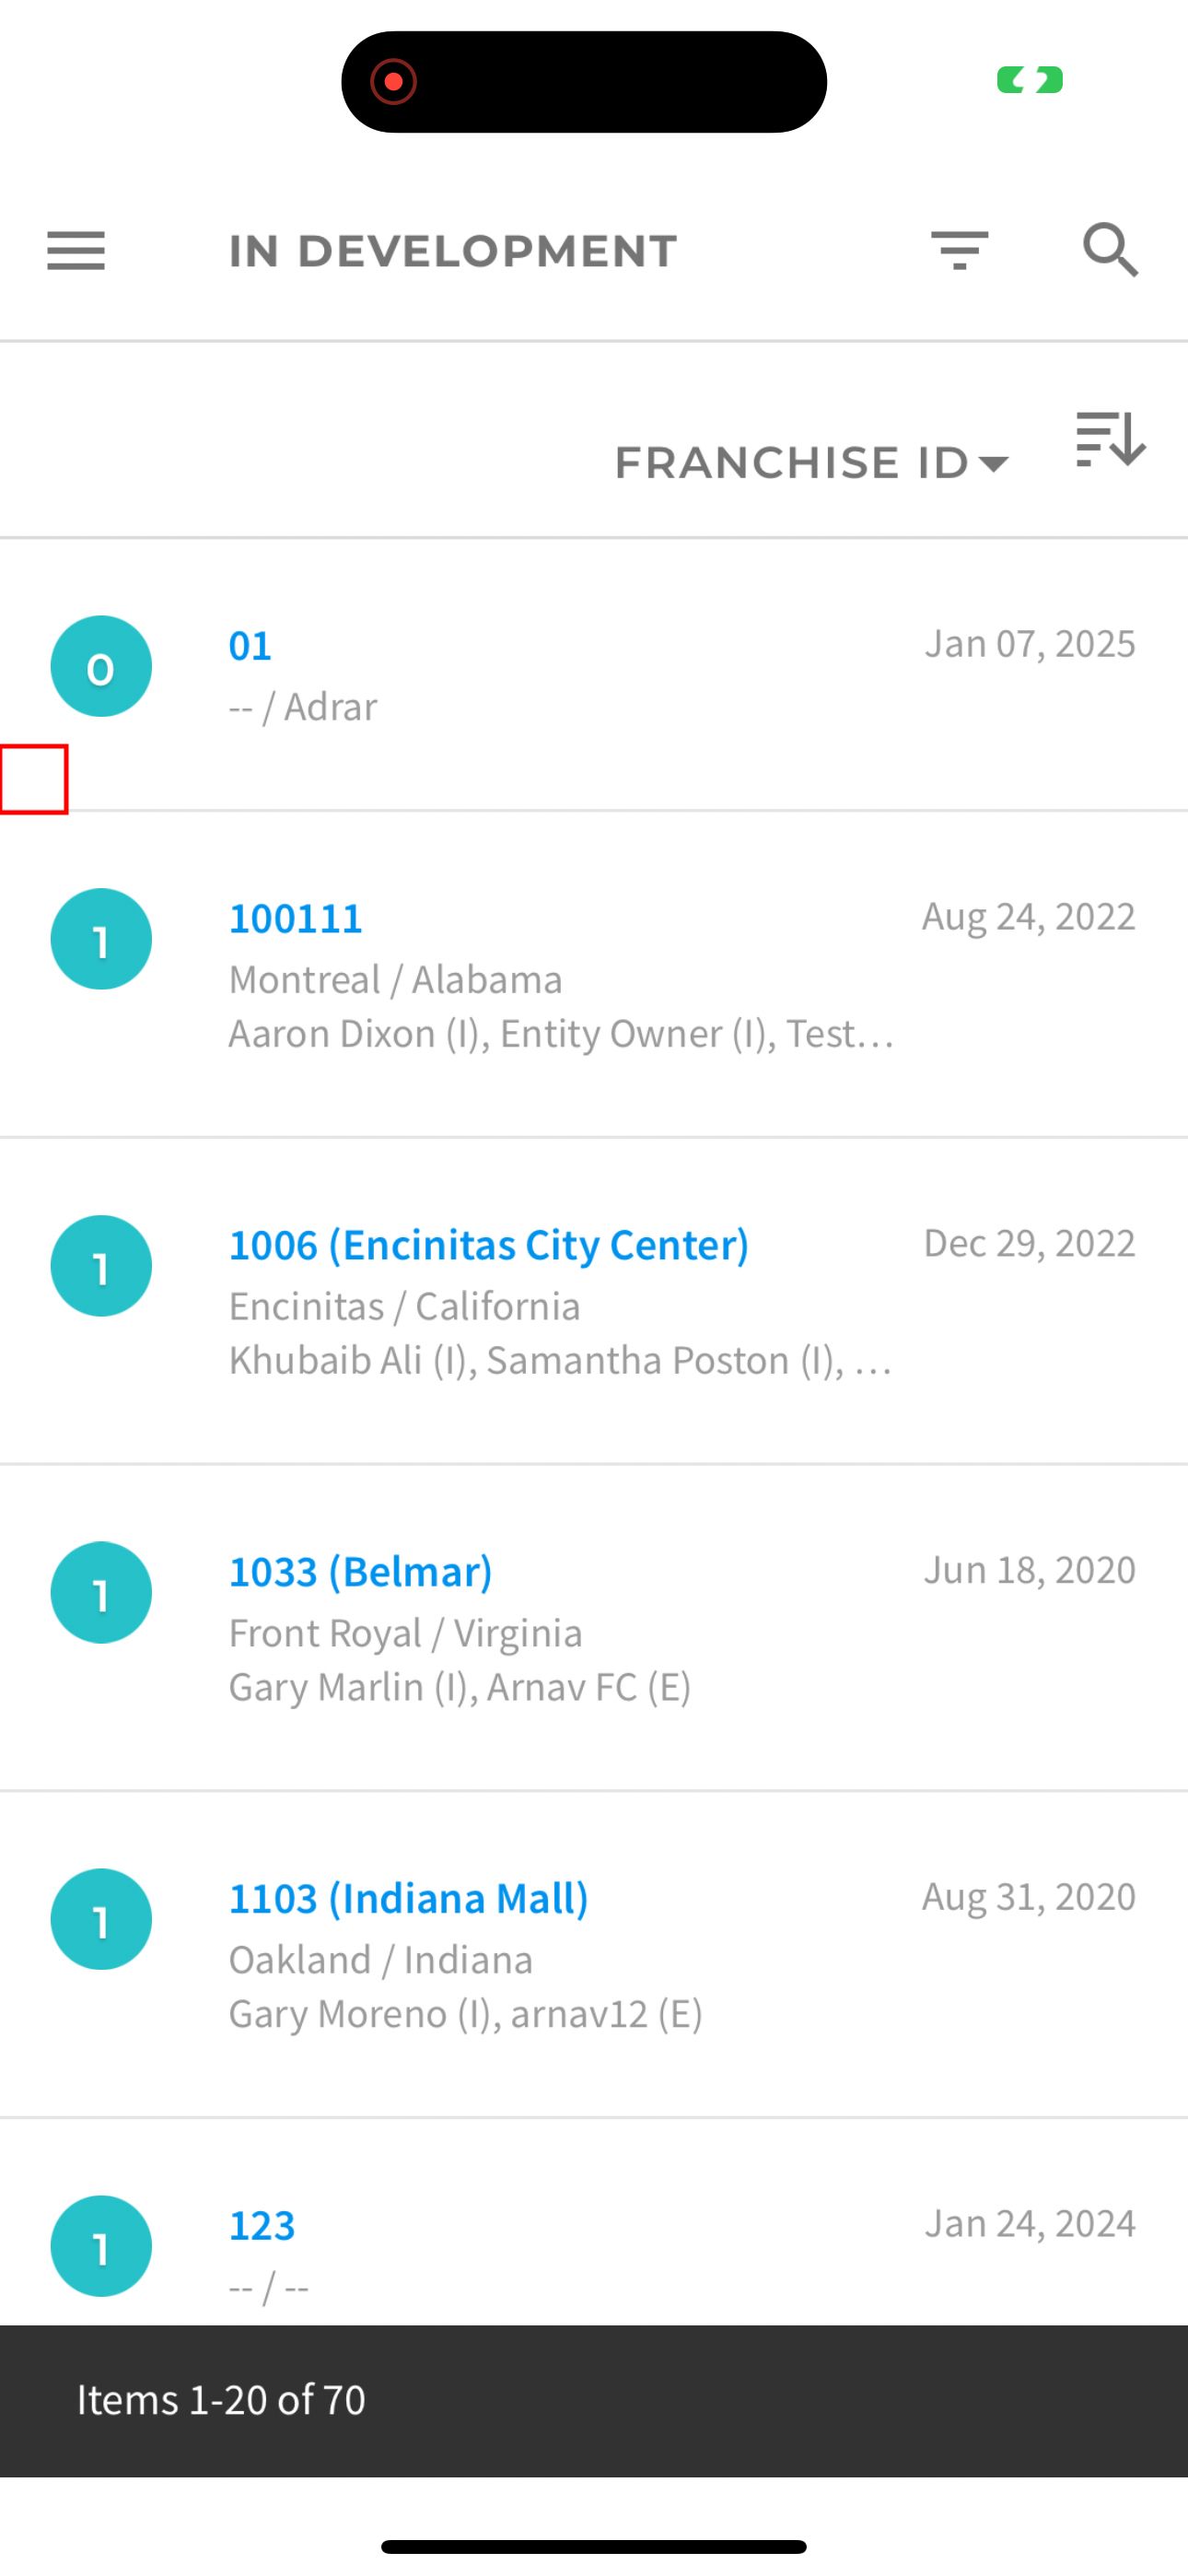 IN DEVELOPMENT
FRANCHISE ID
0
01
Jan 07, 2025
-- / Adrar
1
100111
Aug 24, 2022
Montreal / Alabama
Aaron Dixon (I), Entity Owner (I), Test...
1
1006 (Encinitas City Center)
Dec 29, 2022
Encinitas / California
Khubaib Ali (I), Samantha Poston (I), ...
1
1033 (Belmar)
Jun 18, 2020
Front Royal / Virginia
Gary Marlin (I), Arnav FC (E)
1
1103 (Indiana Mall)
Aug 31, 2020
Oakland / Indiana
Gary Moreno (I), arnav12 (E)
1
123
Jan 24, 2024
-- / --
Items 1-20 of 70